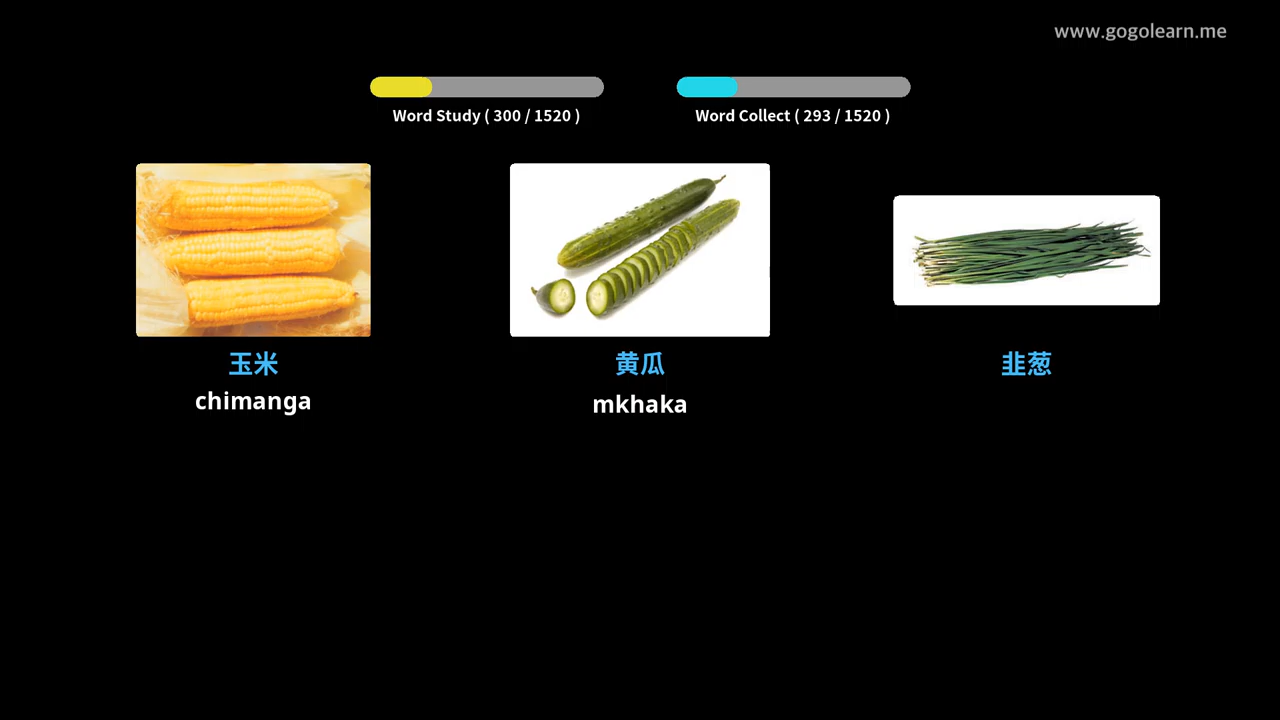 www.gogolearn.me
Word Study ( 300 / 1520 )
Word Collect ( 293 / 1520 )
玉米
黄瓜
韭葱
chimanga
mkhaka